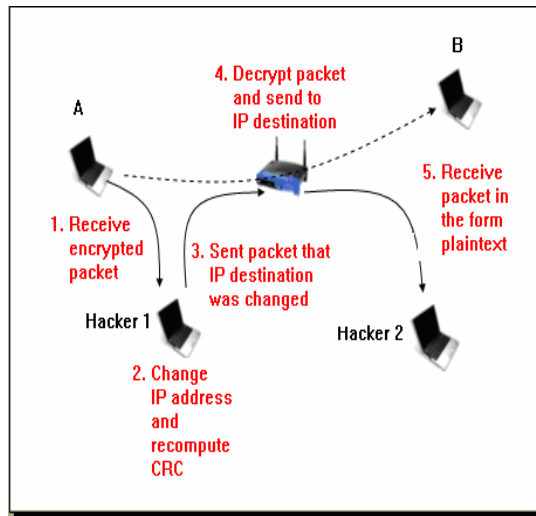 B
4. Decrypt packet
and send to
IP destination
A
5. Receive
packet in
the form
plaintext
1. Receive
encrypted
packet
3. Sent packet that
IP destination
was changed
Hacker 1
Hacker 2
2. Change
IP address
and
recompute
CRC